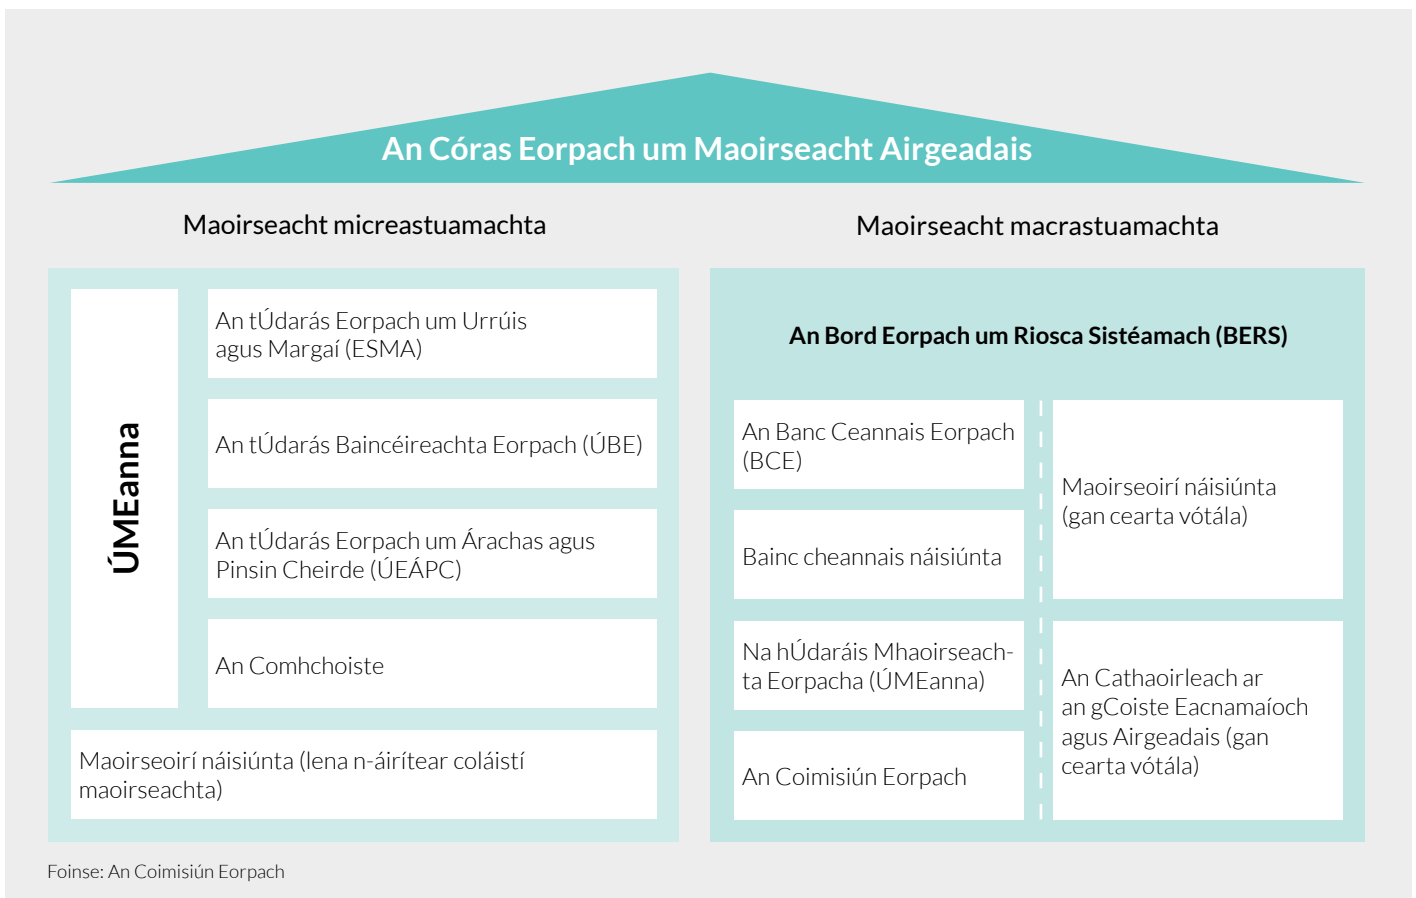 An Córas Eorpach um Maoirseacht Airgeadais
Maoirseacht micreastuamachta
ÚMEanna
An tÚdarás Eorpach um Urrúis
agus Margaí (ESMA)
An tÚdarás Baincéireachta Eorpach (ÚBE)
An tÚdarás Eorpach um Árachas agus
Pinsin Cheirde (ÚEÁPC)
An Comhchoiste
Maoirseoirí náisiúnta (lena n-áirítear coláistí
maoirseachta)
Maoirseacht macrastuamachta
An Bord Eorpach um Riosca Sistéamach (BERS)
An Banc Ceannais Eorpach
(BCE)
Bainc cheannais náisiúnta
Na hÚdaráis Mhaoirseach-
ta Eorpacha (ÚMEanna)
An Coimisiún Eorpach
Maoirseoirí náisiúnta
(gan cearta vótála)
An Cathaoirleach ar
an gCoiste Eacnamaíoch
agus Airgeadais (gan
cearta vótála)
Foinse: An Coimisiún Eorpach